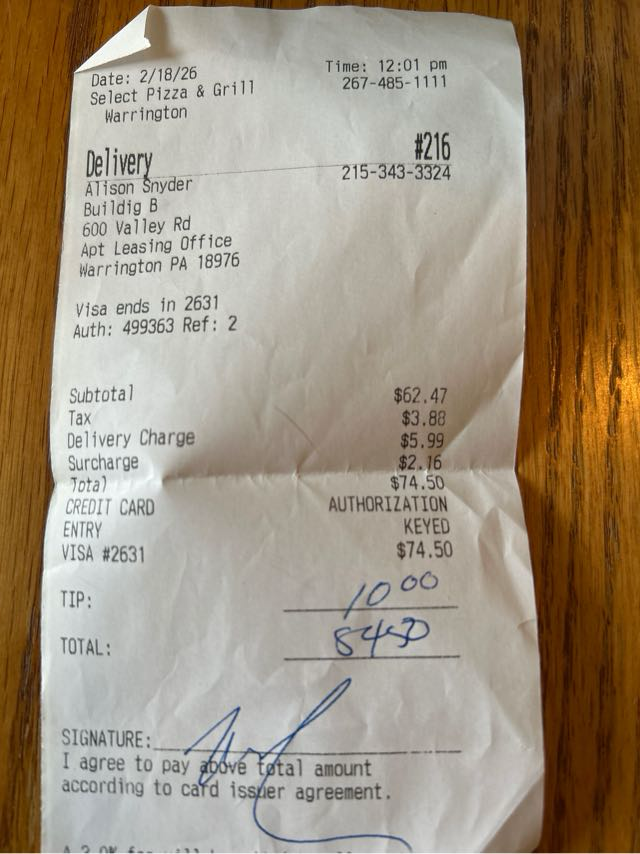 Date: 2/18/26 Time: 12:01 pm
Select Pizza & Grill 267-485-1111
Warrington
Delivery #216
Alison Snyder 215-343-3324
Buildig B
600 Valley Rd
Apt Leasing Office
Warrington PA 18976
Visa ends in 2631
Auth: 499363 Ref: 2
Subtotal $62.47
Tax $3.88
Delivery Charge $5.99
Surcharge $2.16
Total $74.50
CREDIT CARD AUTHORIZATION
ENTRY KEYED
VISA #2631 $74.50
TIP: 10 00
TOTAL: 84 50
SIGNATURE:
I agree to pay above total amount
according to card issuer agreement.